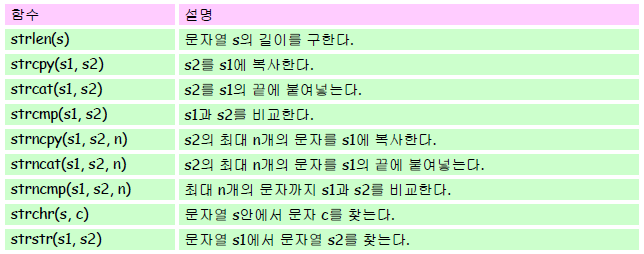 함수 설명
strlen(s) 문자열 s의 길이를 구한다.
strcpy(s1, s2) s2를 s1에 복사한다.
strcat(s1, s2) s2를 s1의 끝에 붙여넣는다.
strcmp(s1, s2) s1과 s2를 비교한다.
strncpy(s1, s2, n) s2의 최대 n개의 문자를 s1에 복사한다.
strncat(s1, s2, n) s2의 최대 n개의 문자를 s1의 끝에 붙여넣는다.
strncmp(s1, s2, n) 최대 n개의 문자까지 s1과 s2를 비교한다.
strchr(s, c) 문자열 s안에서 문자 c를 찾는다.
strstr(s1, s2) 문자열 s1에서 문자열 s2를 찾는다.